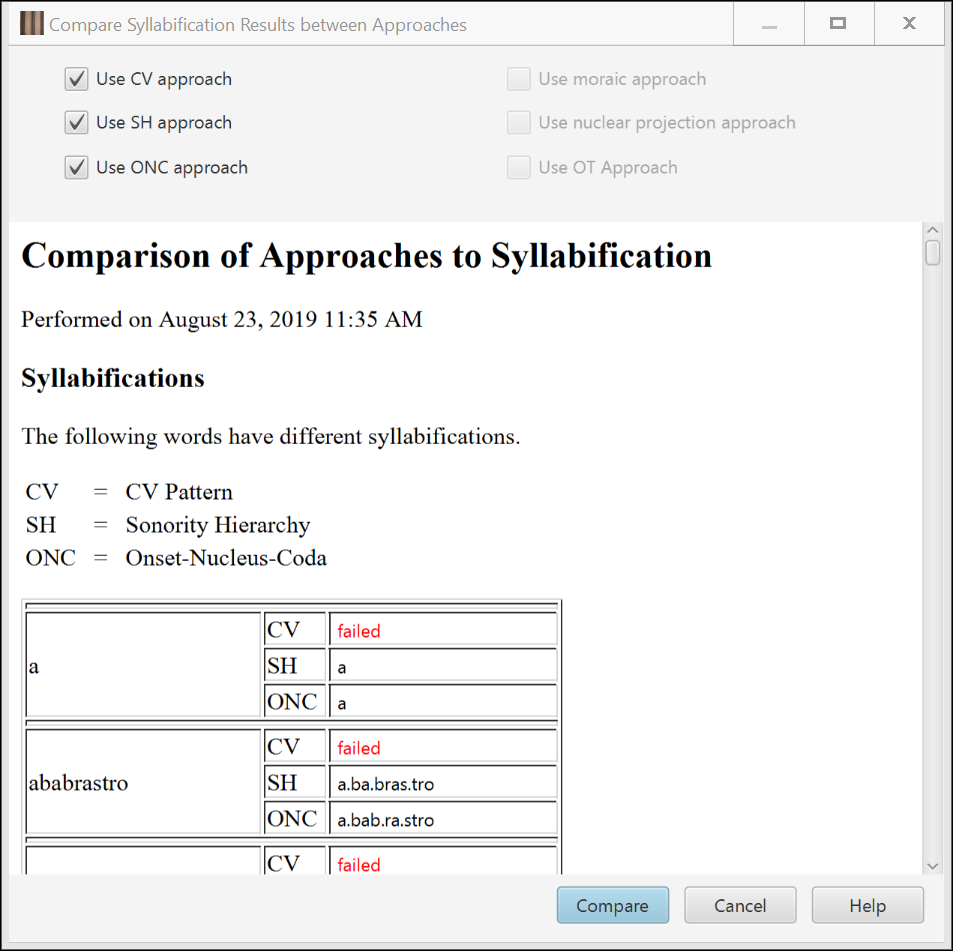 Compare Syllabification Results between Approaches
Use CV approach
Use moraic approach
Use SH approach
Use nuclear projection approach
Use ONC approach
Use OT Approach
Comparison of Approaches to Syllabification
Performed on August 23, 2019 11:35 AM
Syllabifications
The following words have different syllabifications.
CV = CV Pattern
SH = Sonority Hierarchy
ONC = Onset-Nucleus-Coda
CV failed
a SH a
ONC a
CV failed
ababrastro SH a.ba.bras.tro
ONC a.bab.ra.stro
CV failed
Compare Cancel Help